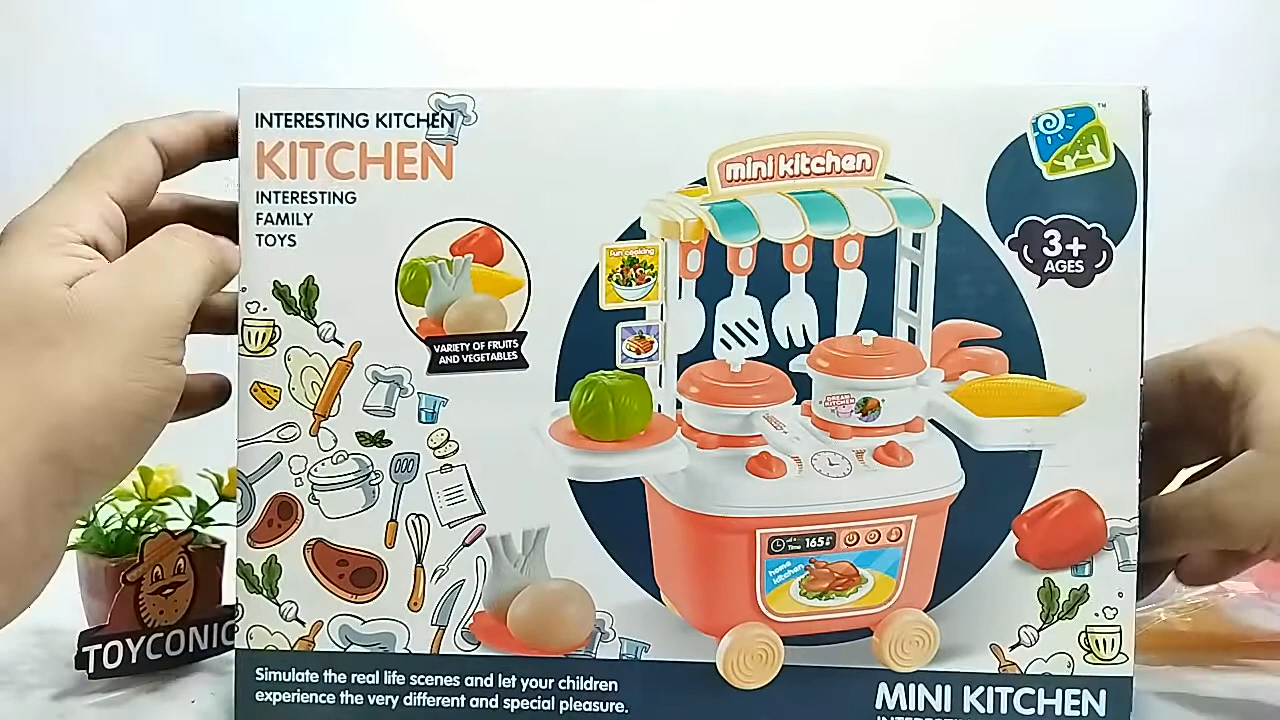 INTERESTING KITCHEN
KITCHEN
INTERESTING
FAMILY
TOYS
VARIETY OF FRUITS
AND VEGETABLES
mini kitchen
fun cooking
TM
3+
AGES
DREAM
KITCHEN
Time 165
home
kitchen
TOYCONIC
Simulate the real life scenes and let your children
experience the very different and special pleasure.
MINI KITCHEN